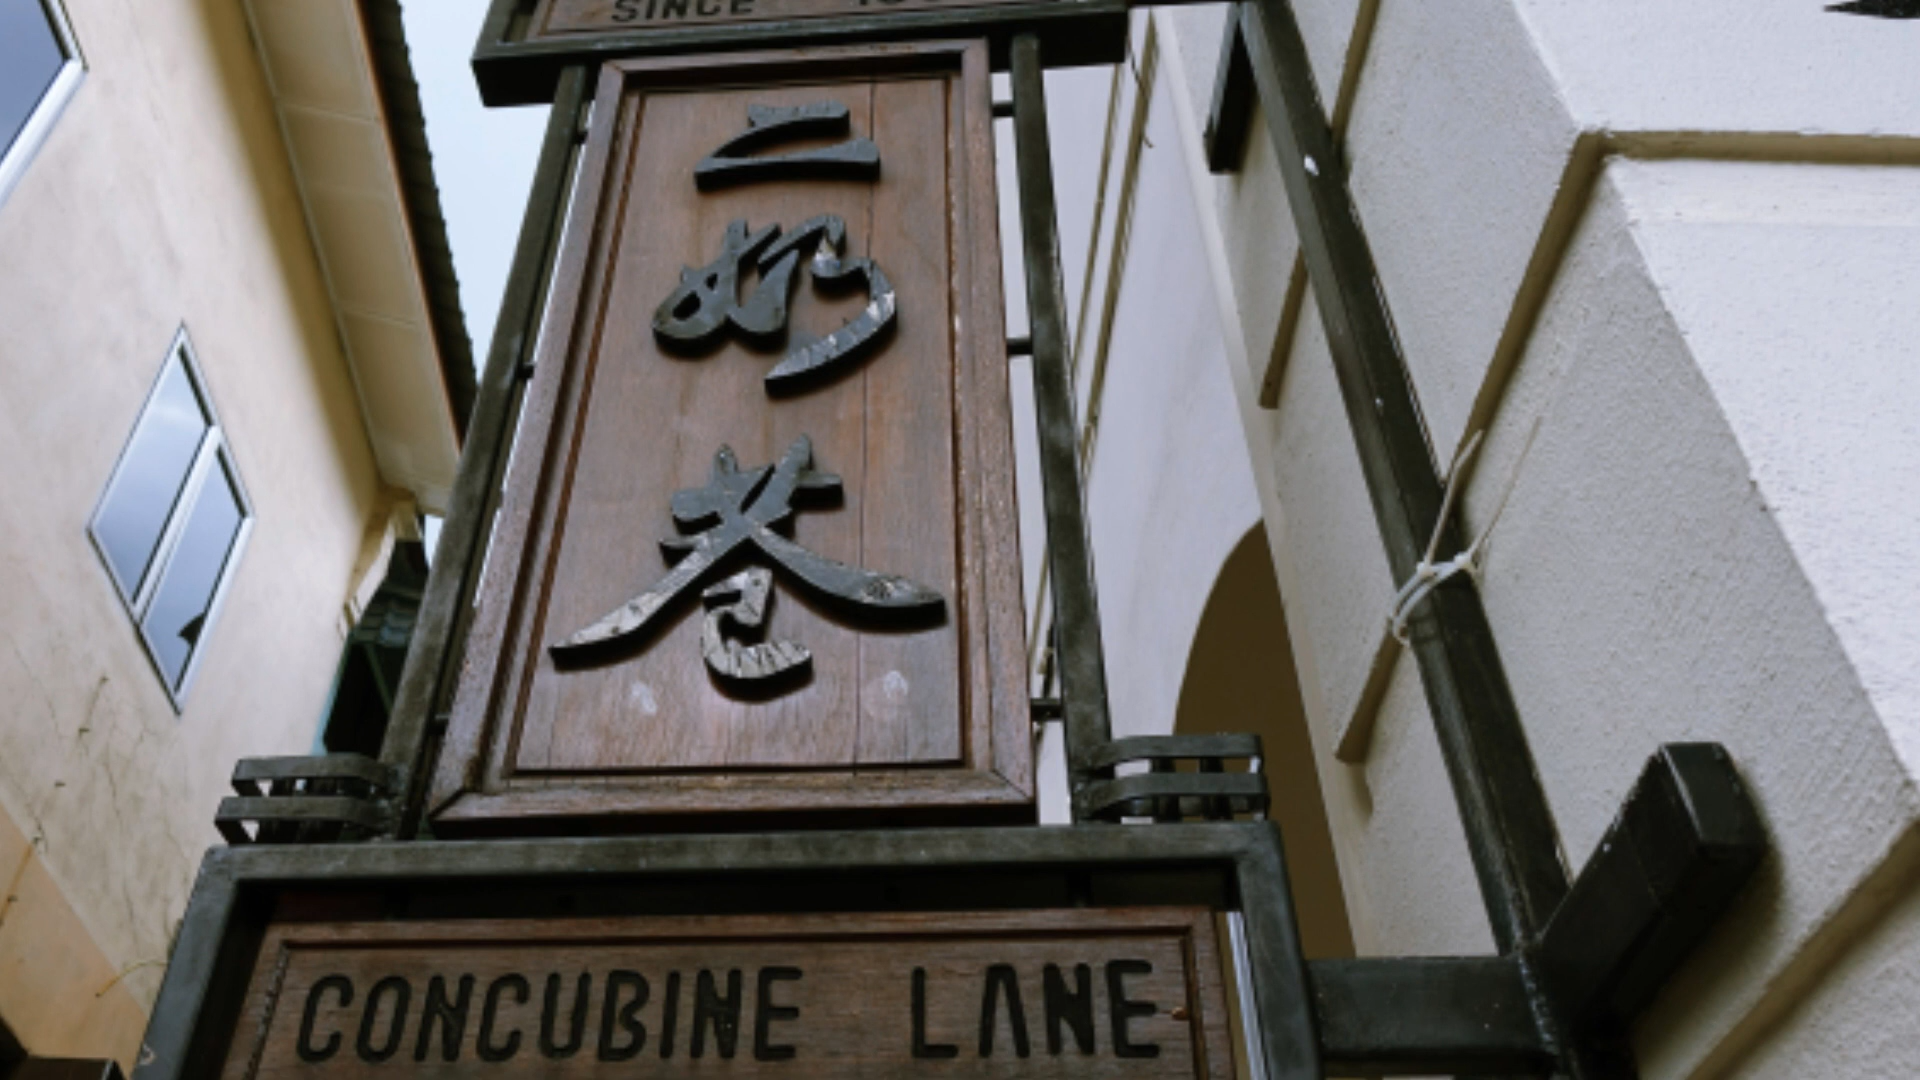 SINCE
二
奶
巷
CONCUBINE LANE